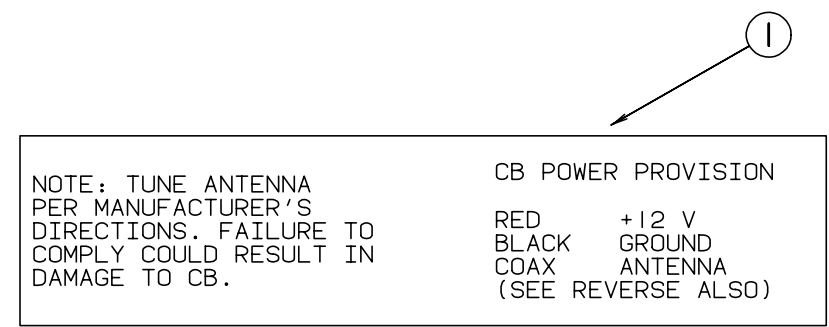 1
NOTE: TUNE ANTENNA
PER MANUFACTURER'S
DIRECTIONS. FAILURE TO
COMPLY COULD RESULT IN
DAMAGE TO CB.
CB POWER PROVISION
RED +12 V
BLACK GROUND
COAX ANTENNA
(SEE REVERSE ALSO)